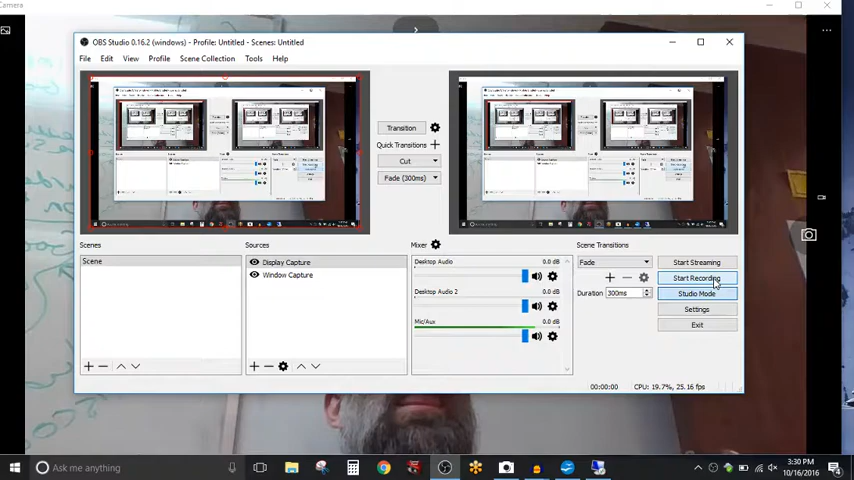 Camera
OBS Studio 0.16.2 (windows) - Profile: Untitled - Scenes: Untitled
File Edit View Profile Scene Collection Tools Help
Transition
Quick Transitions
Cut
Fade (300ms)
Scenes
Sources
Mixer
Scene Transitions
Scene
Display Capture
Window Capture
Desktop Audio 0.0 dB
Desktop Audio 2 0.0 dB
Mic/Aux 0.0 dB
Fade
Duration 300ms
Start Streaming
Start Recording
Studio Mode
Settings
Exit
00:00:00 CPU: 19.7%, 25.16 fps
Ask me anything
3:30 PM
10/16/2016
4